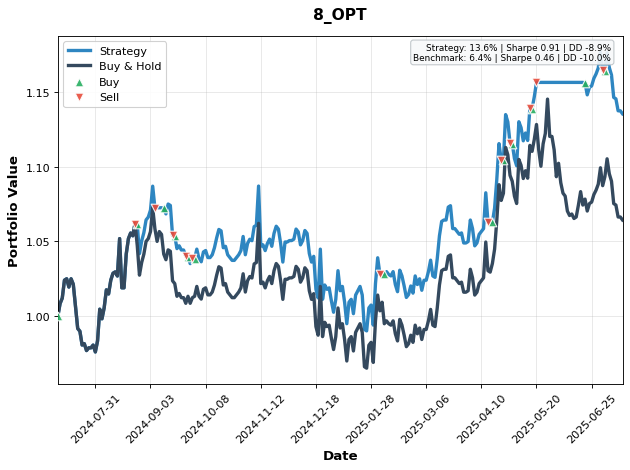 8_OPT
Strategy: 13.6% | Sharpe 0.91 | DD -8.9%
Benchmark: 6.4% | Sharpe 0.46 | DD -10.0%
Strategy
Buy & Hold
Buy
Sell
1.15
1.10
1.05
1.00
Portfolio Value
2024-07-31
2024-09-03
2024-10-08
2024-11-12
2024-12-18
2025-01-28
2025-03-06
2025-04-10
2025-05-20
2025-06-25
Date